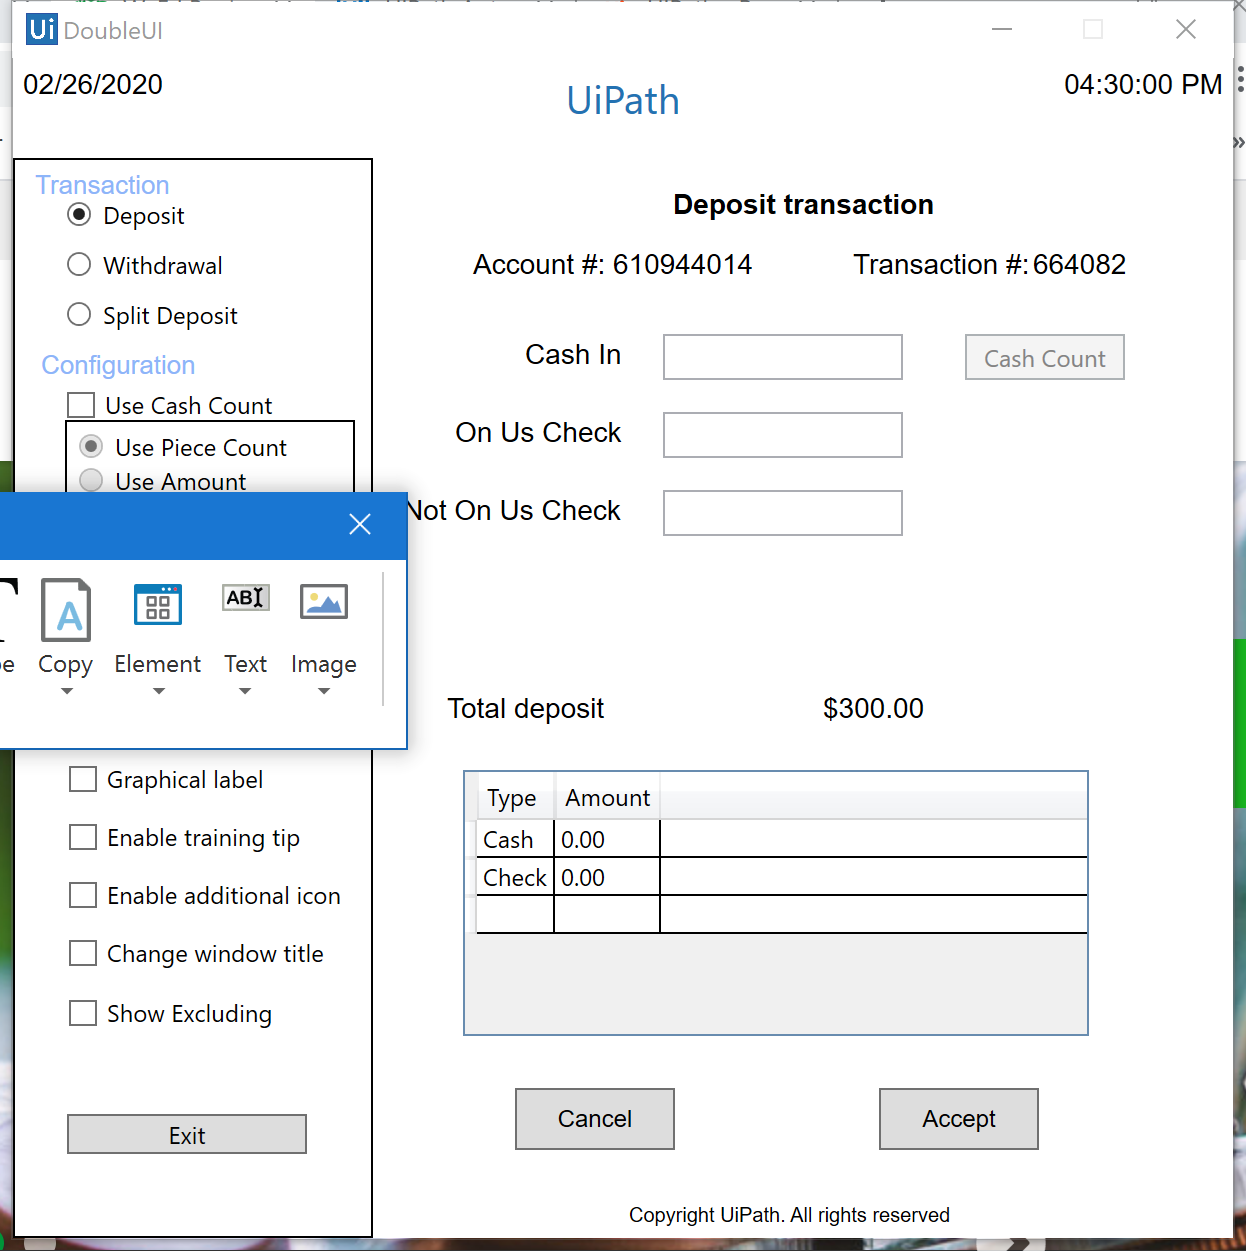 Ui DoubleUI
02/26/2020
04:30:00 PM
UiPath
Transaction
Deposit
Withdrawal
Split Deposit
Configuration
Use Cash Count
Use Piece Count
Use Amount
Deposit transaction
Account #: 610944014
Transaction #: 664082
Cash In
Cash Count
On Us Check
Not On Us Check
Copy
Element
ABI
Text
Image
Total deposit
$300.00
Graphical label
Enable training tip
Enable additional icon
Change window title
Show Excluding
Exit
Type Amount
Cash 0.00
Check 0.00
Cancel
Accept
Copyright UiPath. All rights reserved